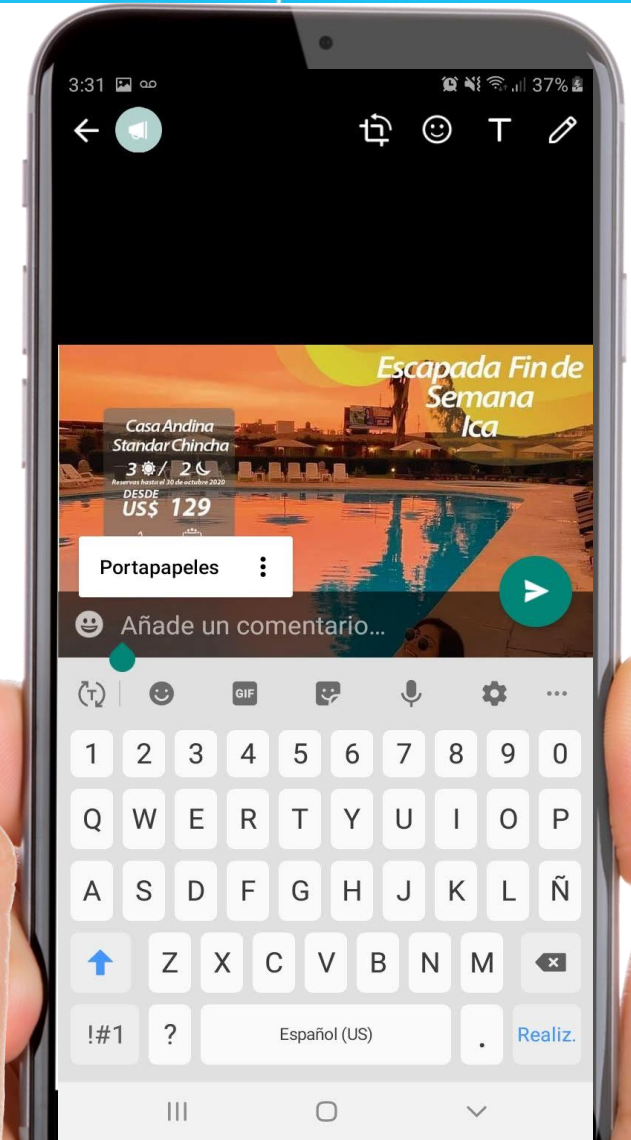 3:31
37%
T
Escapada Fin de
Semana
Ica
Casa Andina
Standar Chincha
3 / 2
Reservas hasta el 30 de octubre 2020
DESDE
US$ 129
Portapapeles
Añade un comentario...
T GIF
1 2 3 4 5 6 7 8 9 0
Q W E R T Y U I O P
A S D F G H J K L Ñ
Z X C V B N M
!#1 ? Español (US) . Realiz.